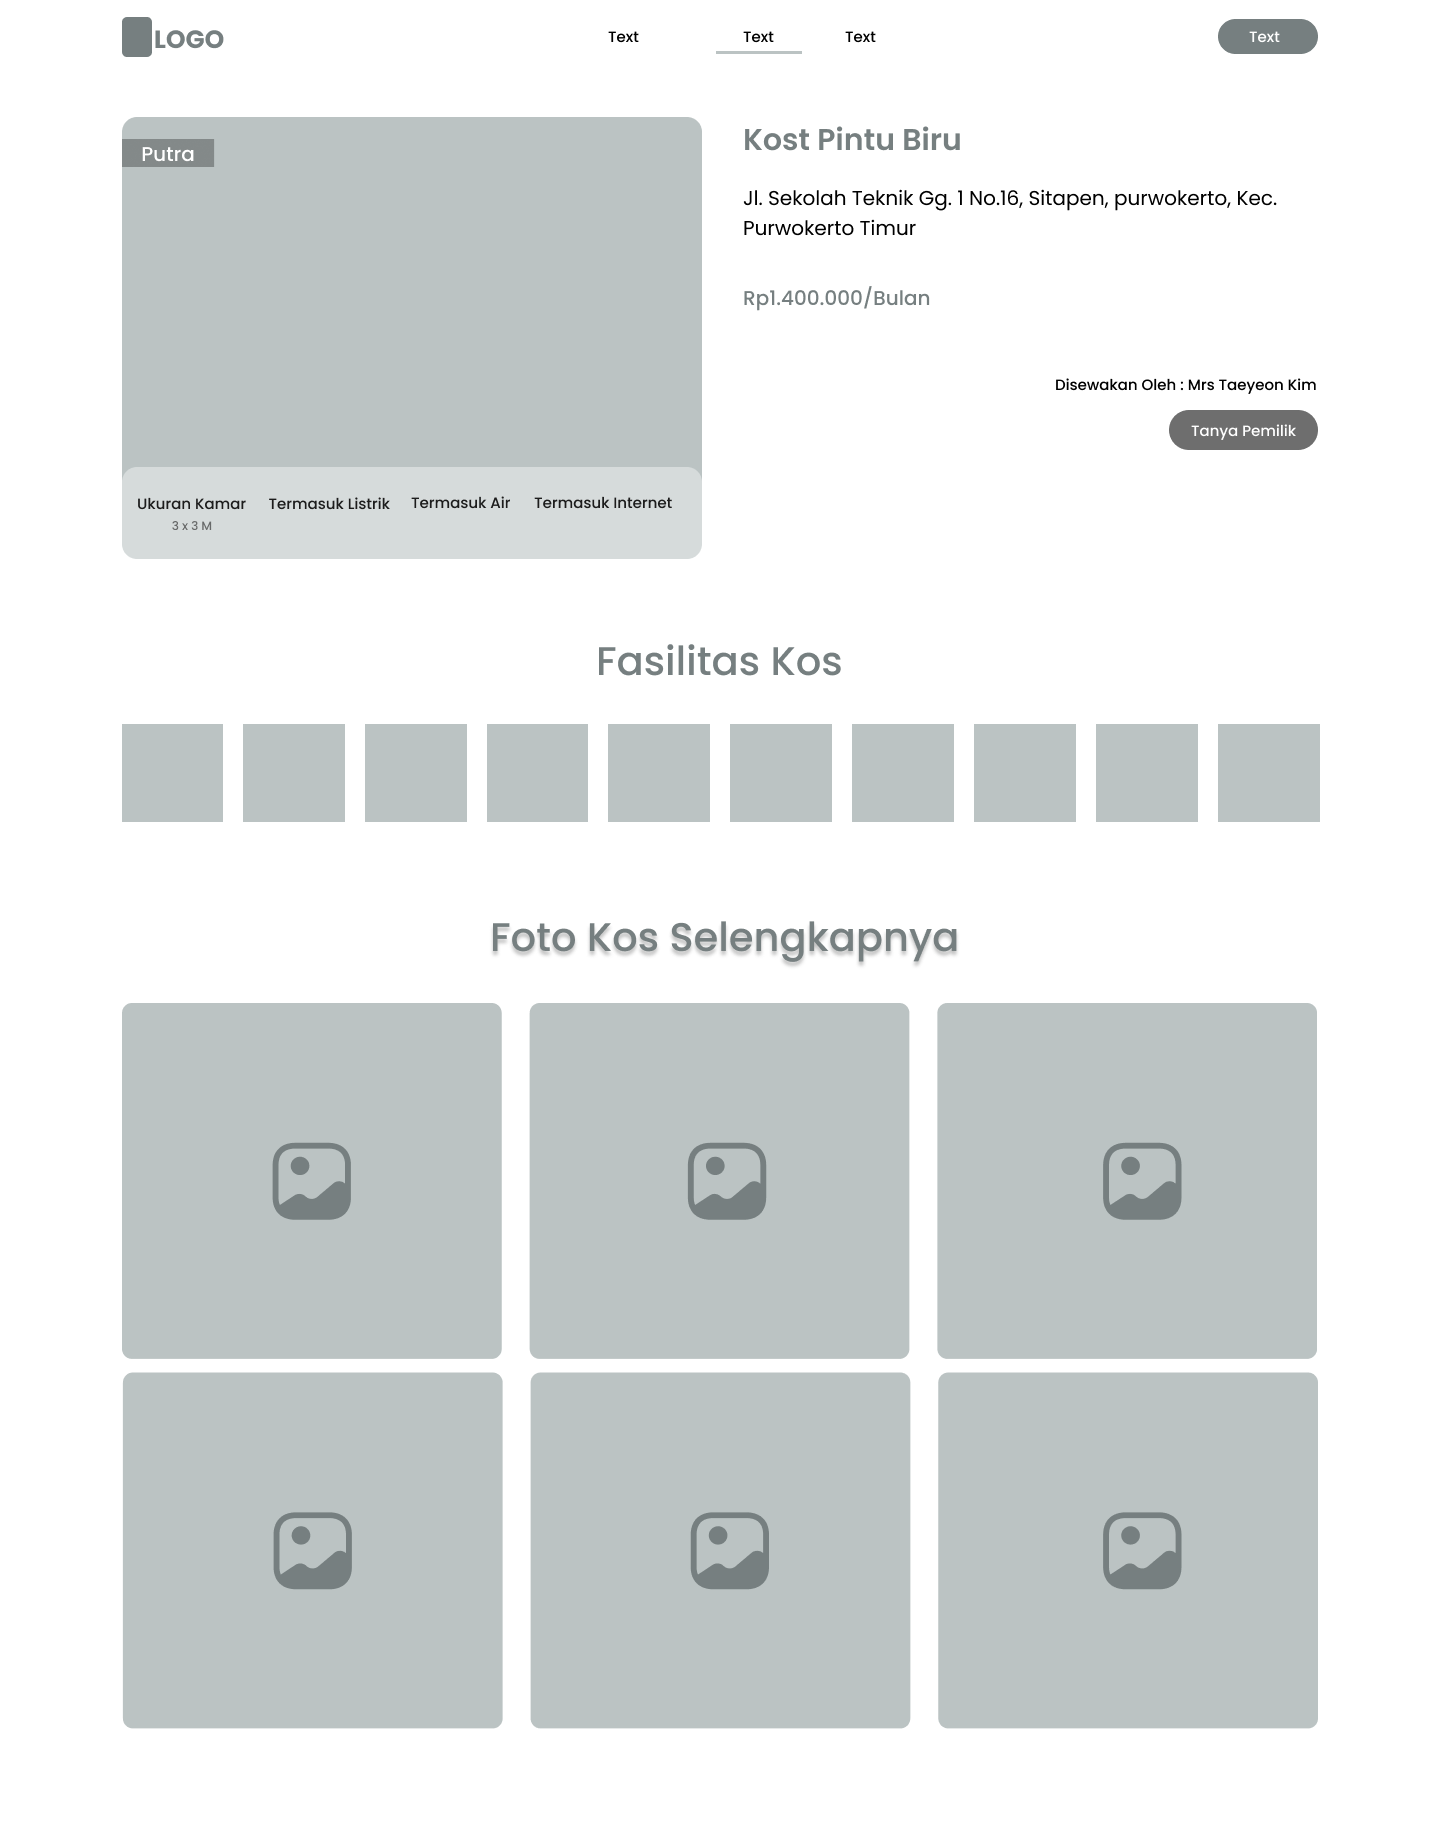 LOGO
Text
Text
Text
Text
Putra
Kost Pintu Biru
Jl. Sekolah Teknik Gg. 1 No.16, Sitapen, purwokerto, Kec.
Purwokerto Timur
Rp1.400.000/Bulan
Disewakan Oleh : Mrs Taeyeon Kim
Tanya Pemilik
Ukuran Kamar
3 x 3 M
Termasuk Listrik
Termasuk Air
Termasuk Internet
Fasilitas Kos
Foto Kos Selengkapnya